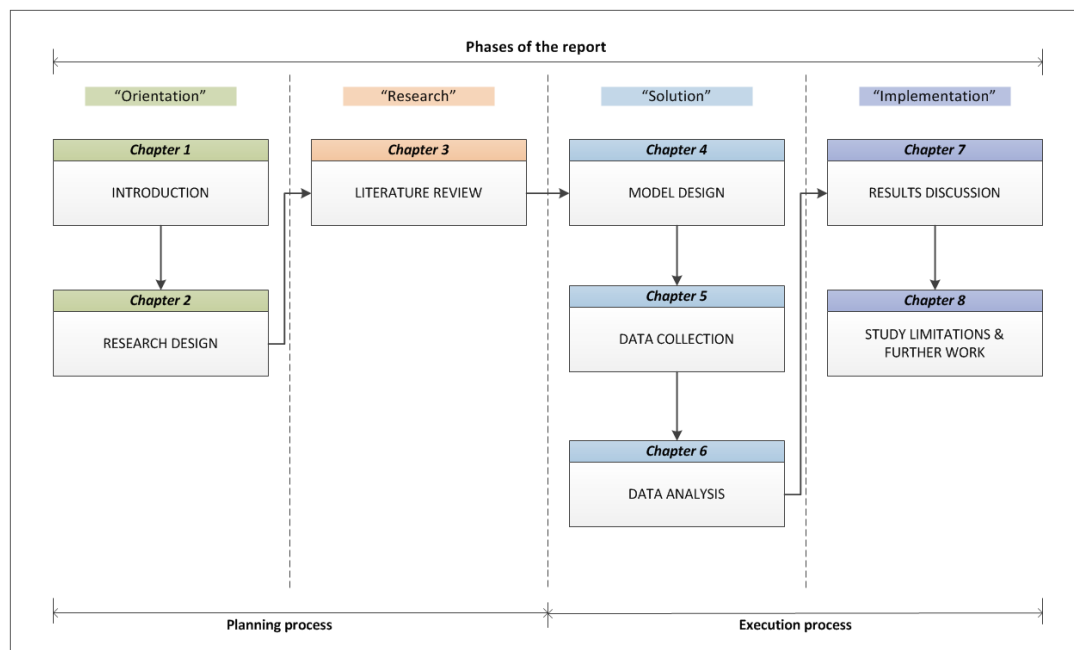 Phases of the report
“Orientation”
“Research”
“Solution”
“Implementation”
Chapter 1
INTRODUCTION
Chapter 2
RESEARCH DESIGN
Chapter 3
LITERATURE REVIEW
Chapter 4
MODEL DESIGN
Chapter 5
DATA COLLECTION
Chapter 6
DATA ANALYSIS
Chapter 7
RESULTS DISCUSSION
Chapter 8
STUDY LIMITATIONS &
FURTHER WORK
Planning process
Execution process